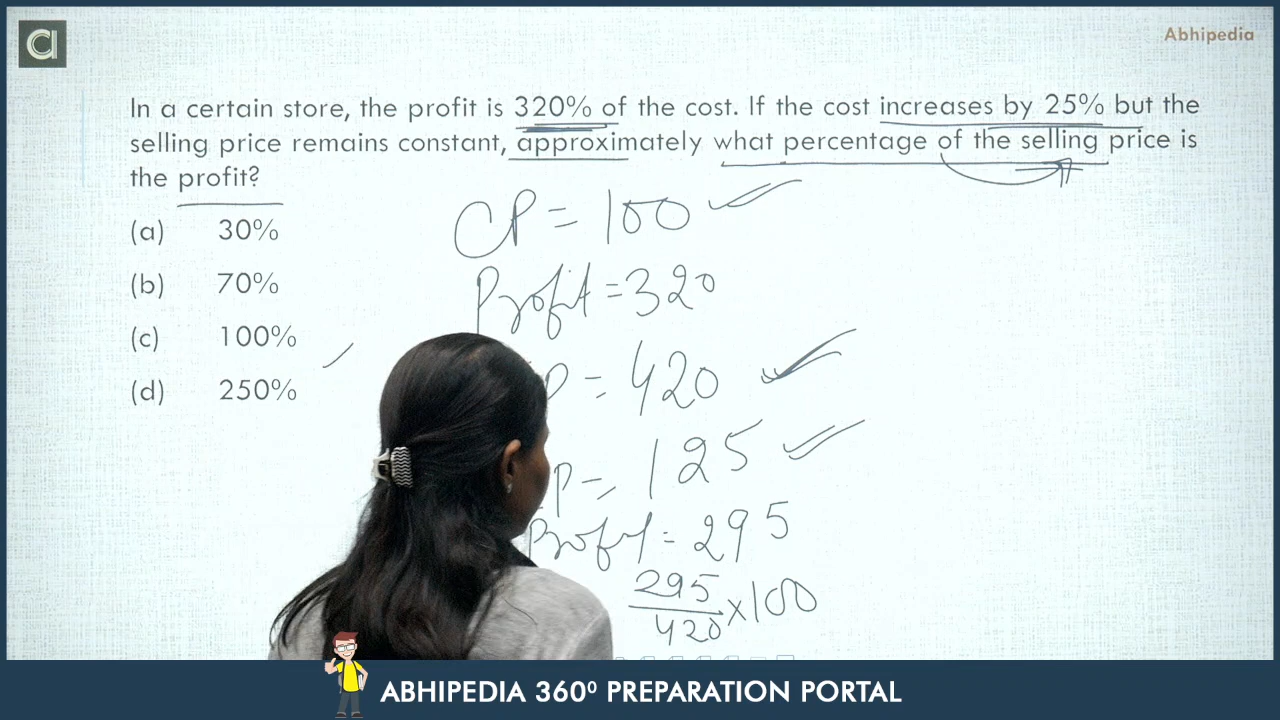 Abhipedia
In a certain store, the profit is 320% of the cost. If the cost increases by 25% but the
selling price remains constant, approximately what percentage of the selling price is
the profit?
(a) 30%
(b) 70%
(c) 100%
(d) 250%
CP = 100
Profit = 320
P = 420
P = 125
Profit = 295
295
420 × 100
ABHIPEDIA 360⁰ PREPARATION PORTAL